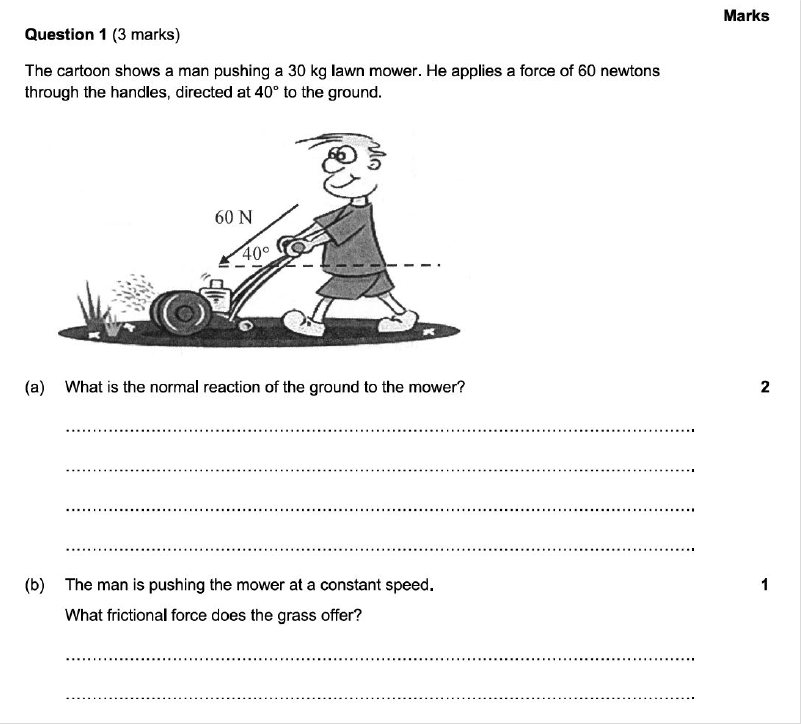 Marks
Question 1 (3 marks)
The cartoon shows a man pushing a 30 kg lawn mower. He applies a force of 60 newtons
through the handles, directed at 40° to the ground.
60 N
40°
(a) What is the normal reaction of the ground to the mower? 2
(b) The man is pushing the mower at a constant speed. 1
What frictional force does the grass offer?